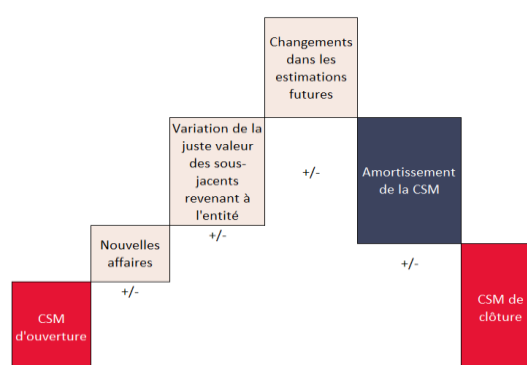 CSM
d'ouverture
Nouvelles
affaires
+/-
Variation de la
juste valeur
des sous-
jacents
revenant à
l'entité
+/-
Changements
dans les
estimations
futures
+/-
Amortissement
de la CSM
+/-
CSM de
clôture